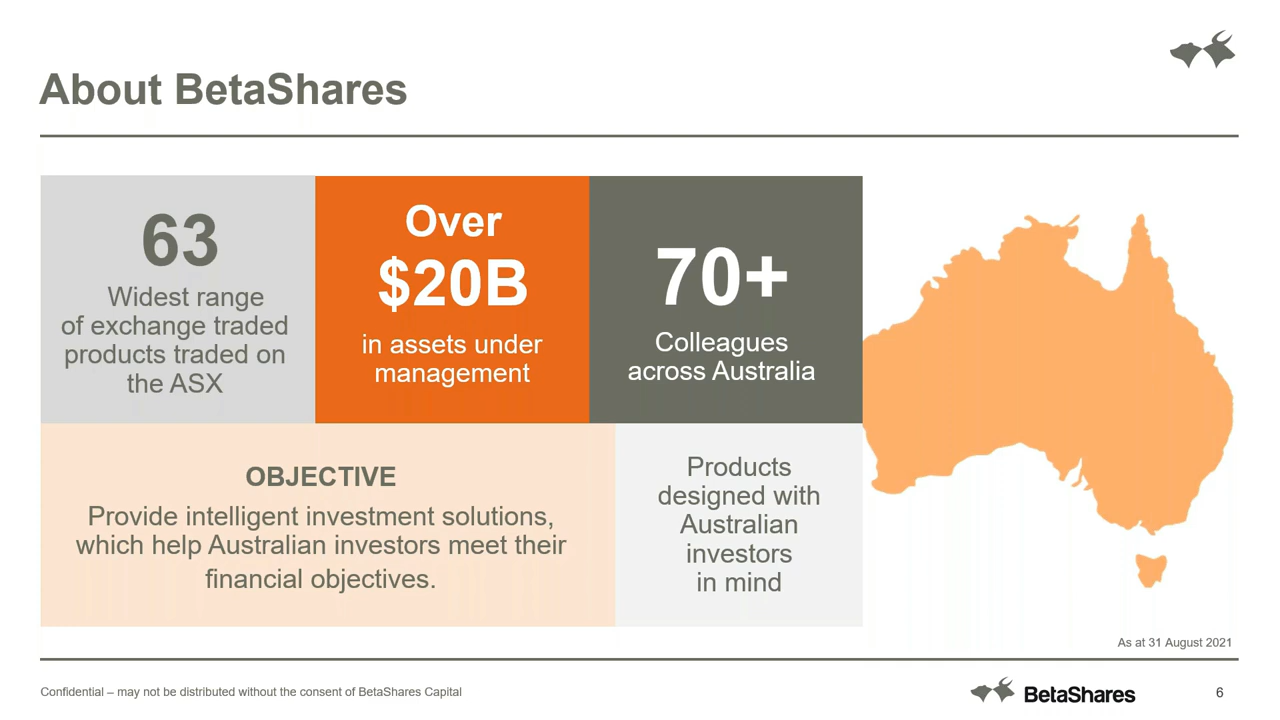 About BetaShares
63
Widest range
of exchange traded
products traded on
the ASX
Over
$20B
in assets under
management
70+
Colleagues
across Australia
OBJECTIVE
Provide intelligent investment solutions,
which help Australian investors meet their
financial objectives.
Products
designed with
Australian
investors
in mind
As at 31 August 2021
Confidential – may not be distributed without the consent of BetaShares Capital
BetaShares
6